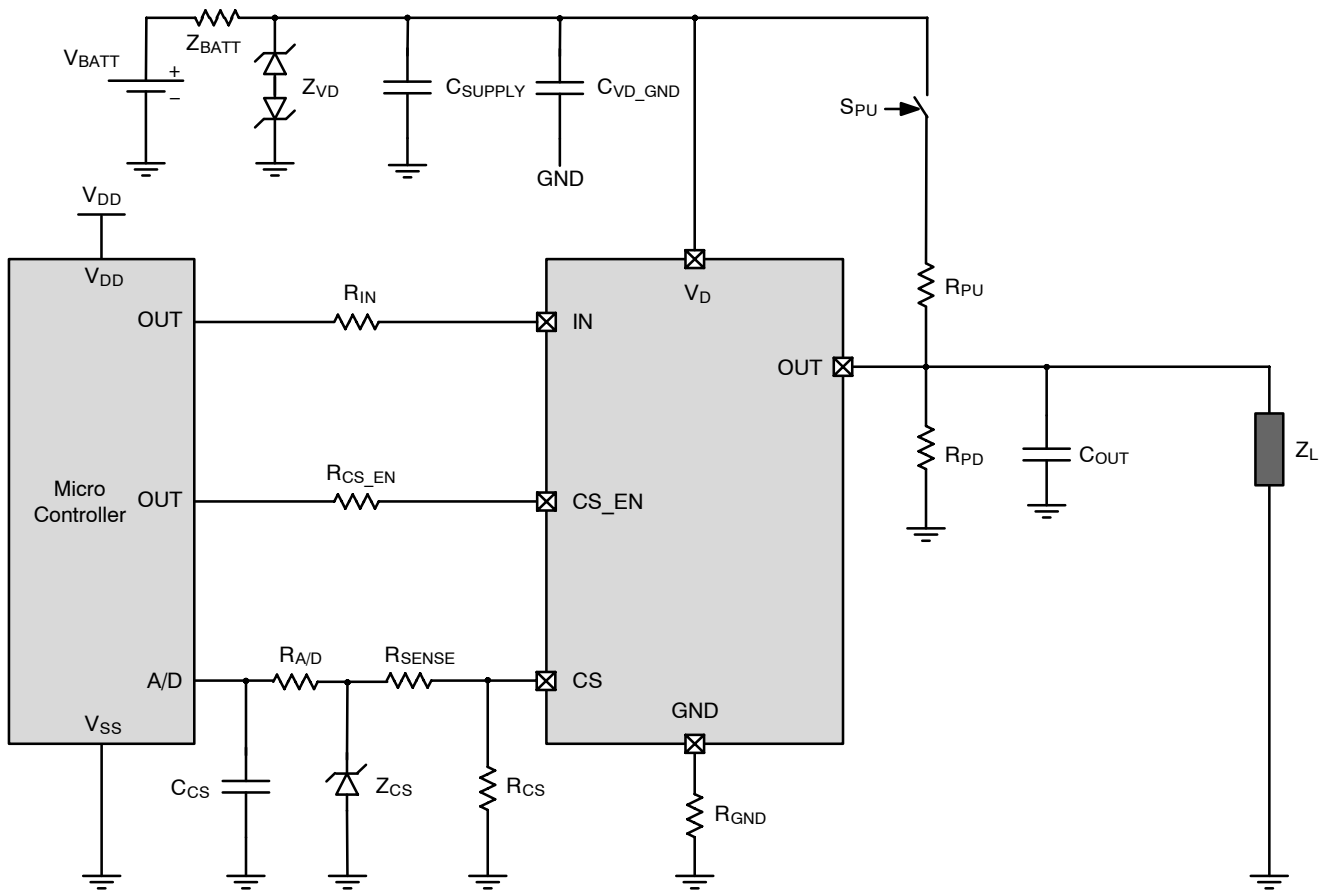 ZBATT
VBATT
+
−
ZVD
CSUPPLY
CVD_GND
GND
SPU
VDD
VDD
OUT
RIN
IN
VD
RPU
OUT
RPD
COUT
ZL
Micro
Controller
OUT
RCS_EN
CS_EN
A/D
RA/D
RSENSE
CS
GND
VSS
CCS
ZCS
RCS
RGND